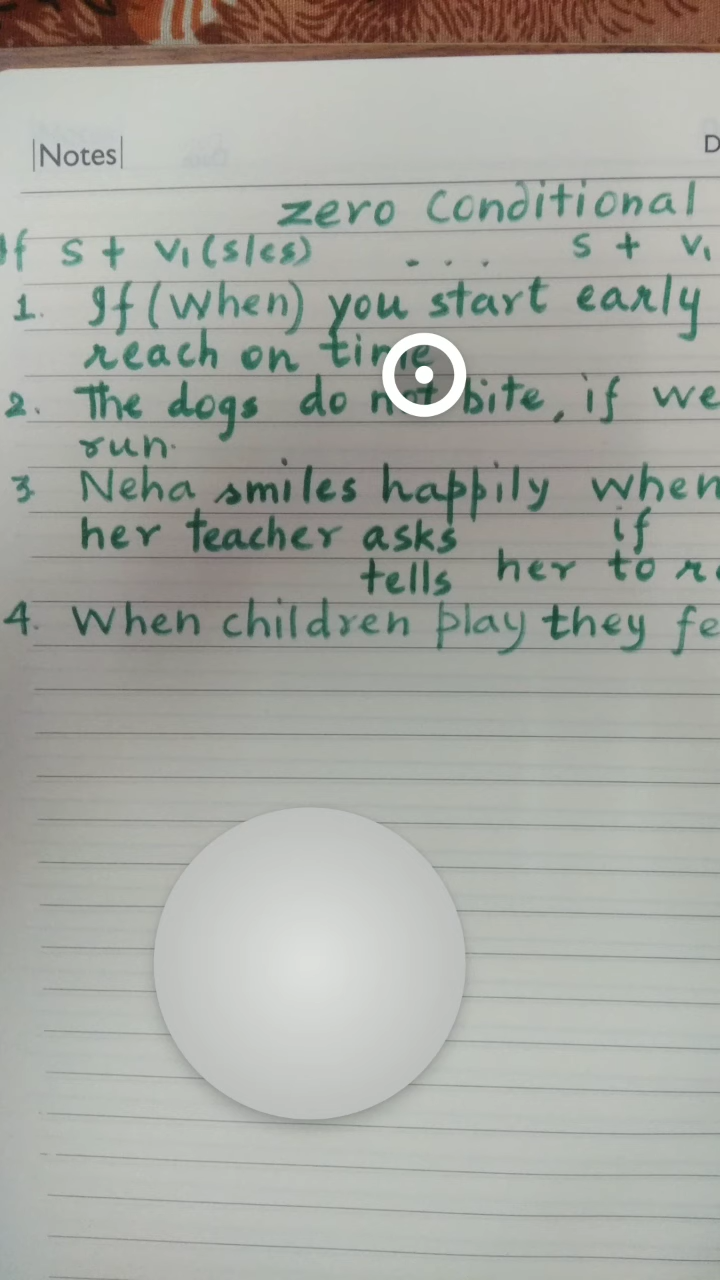 Notes
zero Conditional
If S + V₁ (s/es) ... S + V₁
1. If (when) you start early
reach on time
2. The dogs do not bite, if we
run.
3 Neha smiles happily when
her teacher asks if
tells her to
4. When children play they